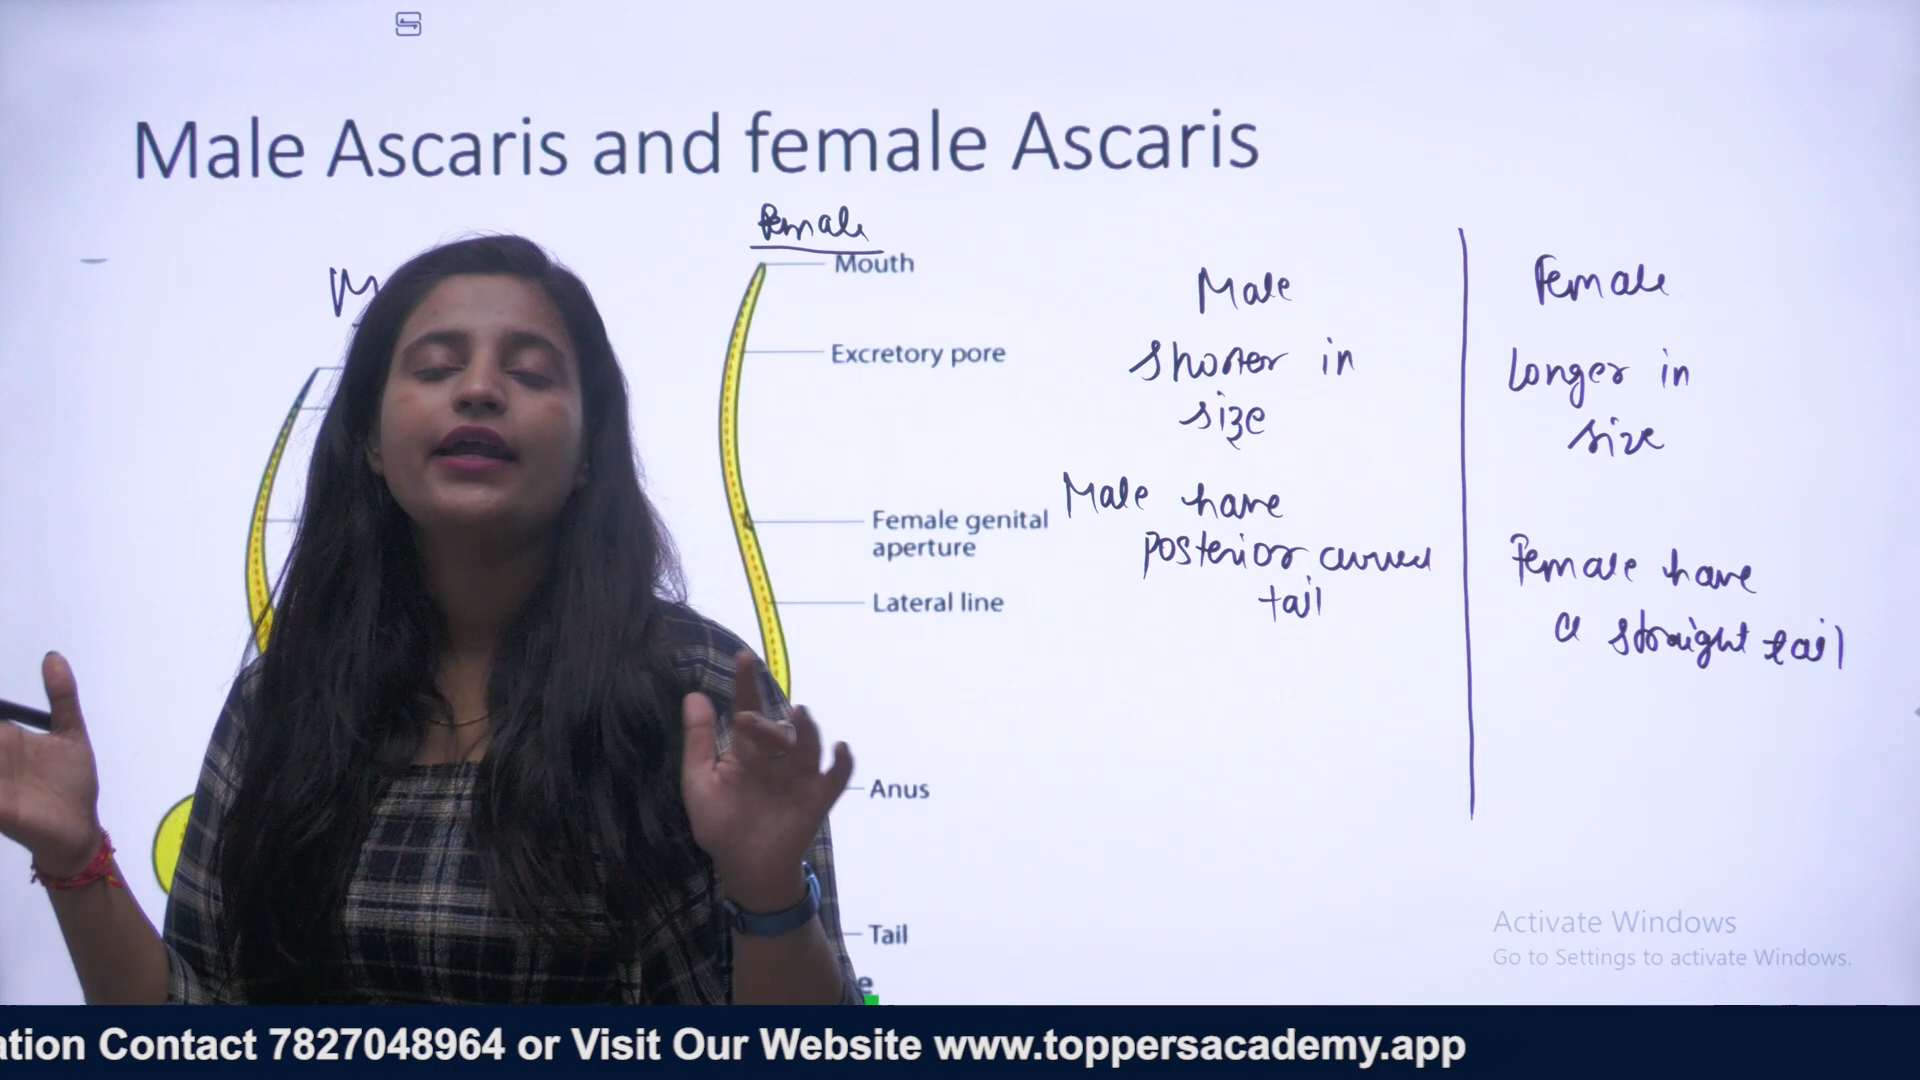 Male Ascaris and female Ascaris
Female
Mouth
Excretory pore
Female genital
aperture
Lateral line
Anus
Tail
Male
Shorter in
size
Male have
posterior curved
tail
Female
Longer in
size
Female have
a straight tail
Activate Windows
Go to Settings to activate Windows.
ation Contact 7827048964 or Visit Our Website www.toppersacademy.app